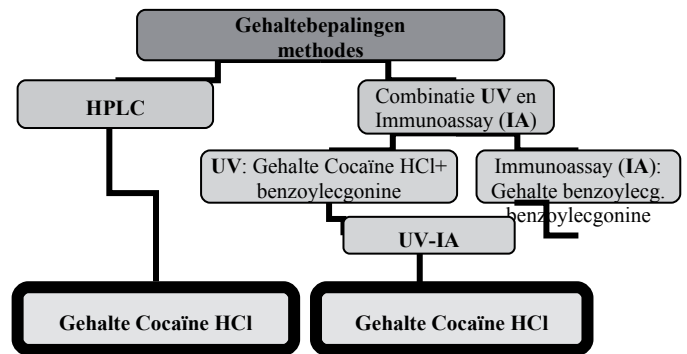 Gehaltebepalingen
methodes
HPLC
Combinatie UV en
Immunoassay (IA)
UV: Gehalte Cocaïne HCl+
benzoylecgonine
Immunoassay (IA):
Gehalte benzoylecg.
benzoylecgonine
UV-IA
Gehalte Cocaïne HCl
Gehalte Cocaïne HCl